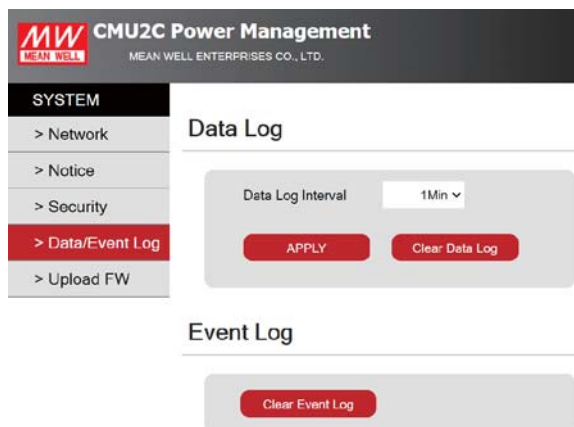 MW
MEAN WELL
CMU2C Power Management
MEAN WELL ENTERPRISES CO., LTD.
SYSTEM
> Network
> Notice
> Security
> Data/Event Log
> Upload FW
Data Log
Data Log Interval 1Min
APPLY Clear Data Log
Event Log
Clear Event Log